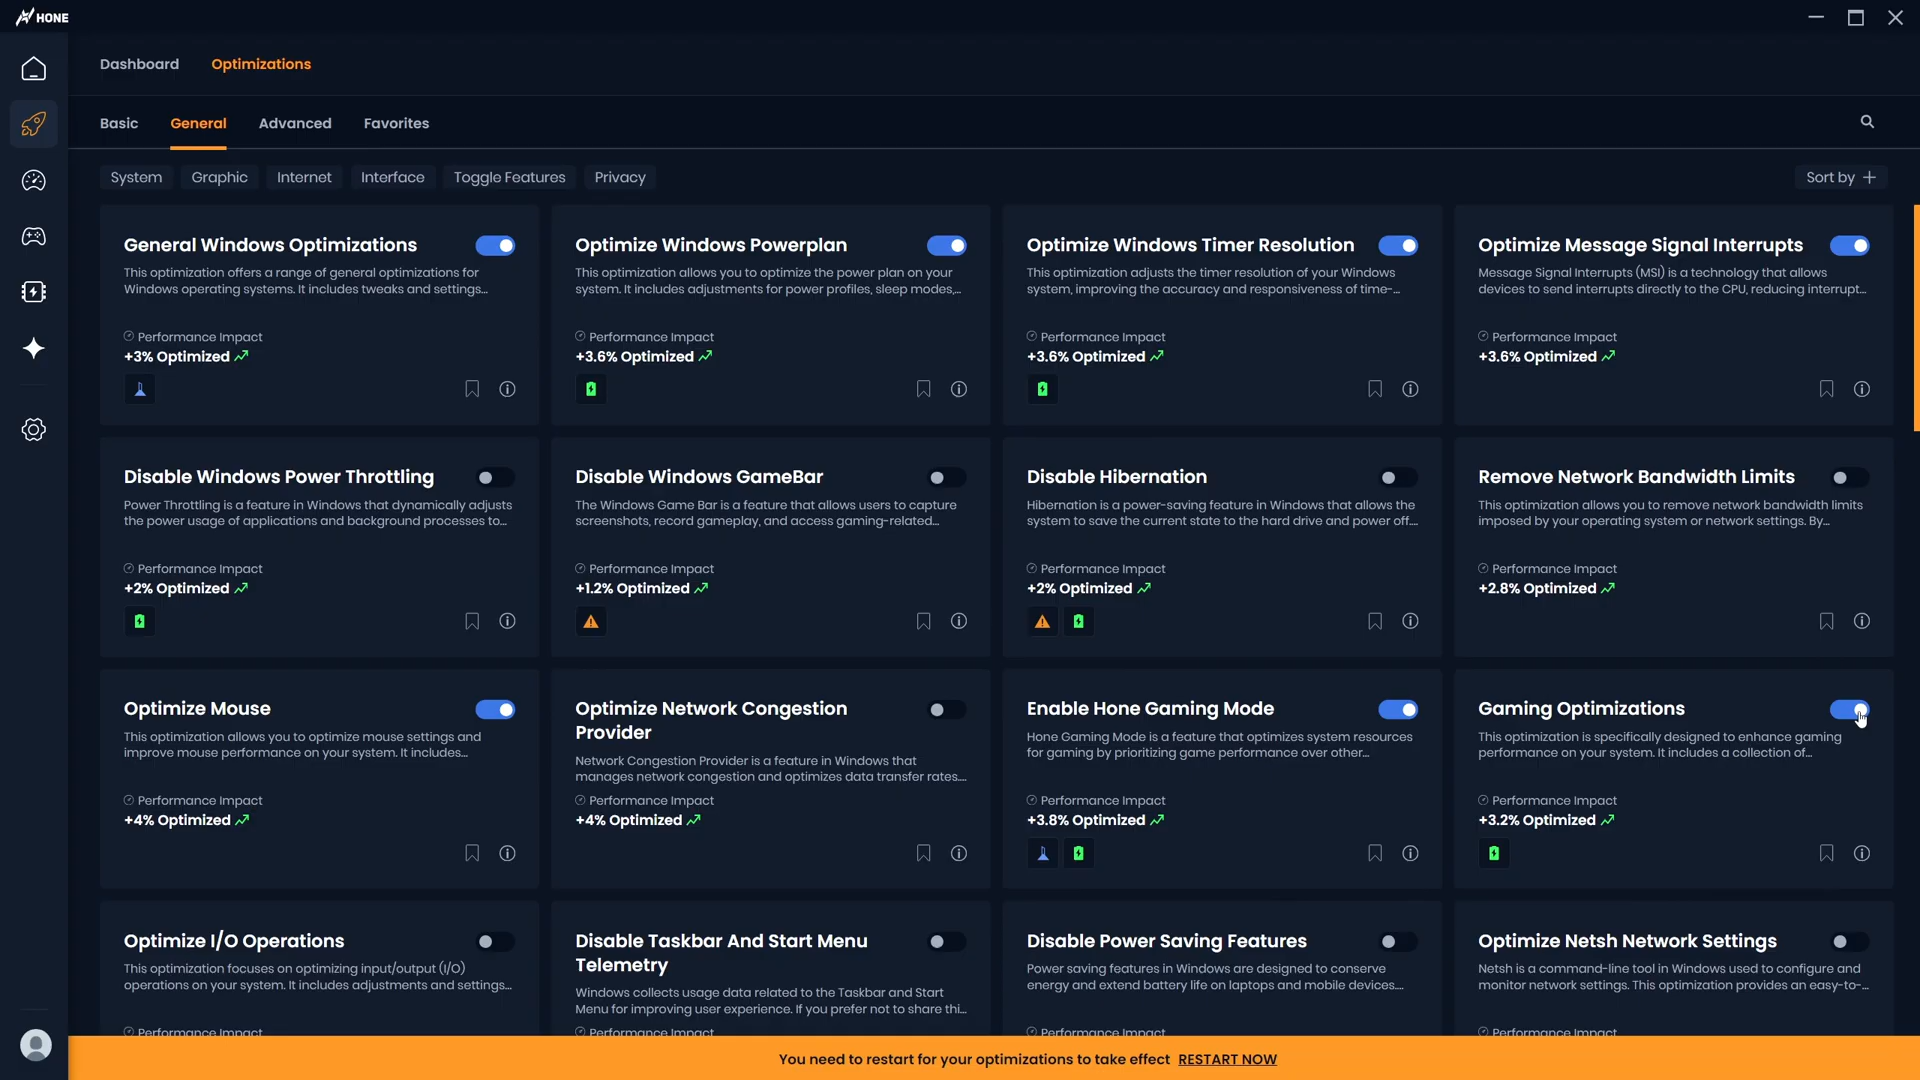 HONE
Dashboard
Optimizations
Basic
General
Advanced
Favorites
System
Graphic
Internet
Interface
Toggle Features
Privacy
Sort by
General Windows Optimizations
This optimization offers a range of general optimizations for
Windows operating systems. It includes tweaks and settings...
Performance Impact
+3% Optimized
Optimize Windows Powerplan
This optimization allows you to optimize the power plan on your
system. It includes adjustments for power profiles, sleep modes,...
Performance Impact
+3.6% Optimized
Optimize Windows Timer Resolution
This optimization adjusts the timer resolution of your Windows
system, improving the accuracy and responsiveness of time-...
Performance Impact
+3.6% Optimized
Optimize Message Signal Interrupts
Message Signal Interrupts (MSI) is a technology that allows
devices to send interrupts directly to the CPU, reducing interrupt...
Performance Impact
+3.6% Optimized
Disable Windows Power Throttling
Power Throttling is a feature in Windows that dynamically adjusts
the power usage of applications and background processes to...
Performance Impact
+2% Optimized
Disable Windows GameBar
The Windows Game Bar is a feature that allows users to capture
screenshots, record gameplay, and access gaming-related...
Performance Impact
+1.2% Optimized
Disable Hibernation
Hibernation is a power-saving feature in Windows that allows the
system to save the current state to the hard drive and power off....
Performance Impact
+2% Optimized
Remove Network Bandwidth Limits
This optimization allows you to remove network bandwidth limits
imposed by your operating system or network settings. By...
Performance Impact
+2.8% Optimized
Optimize Mouse
This optimization allows you to optimize mouse settings and
improve mouse performance on your system. It includes...
Performance Impact
+4% Optimized
Optimize Network Congestion
Provider
Network Congestion Provider is a feature in Windows that
manages network congestion and optimizes data transfer rates....
Performance Impact
+4% Optimized
Enable Hone Gaming Mode
Hone Gaming Mode is a feature that optimizes system resources
for gaming by prioritizing game performance over other...
Performance Impact
+3.8% Optimized
Gaming Optimizations
This optimization is specifically designed to enhance gaming
performance on your system. It includes a collection of...
Performance Impact
+3.2% Optimized
Optimize I/O Operations
This optimization focuses on optimizing input/output (I/O)
operations on your system. It includes adjustments and settings...
Performance Impact
Disable Taskbar And Start Menu
Telemetry
Windows collects usage data related to the Taskbar and Start
Menu for improving user experience. If you prefer not to share thi...
Performance Impact
Disable Power Saving Features
Power saving features in Windows are designed to conserve
energy and extend battery life on laptops and mobile devices....
Performance Impact
Optimize Netsh Network Settings
Netsh is a command-line tool in Windows used to configure and
monitor network settings. This optimization provides an easy-to-...
Performance Impact
You need to restart for your optimizations to take effect RESTART NOW